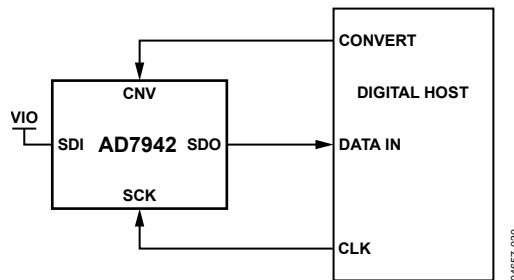 CONVERT
CNV
DIGITAL HOST
VIO
SDI AD7942 SDO
DATA IN
SCK
CLK